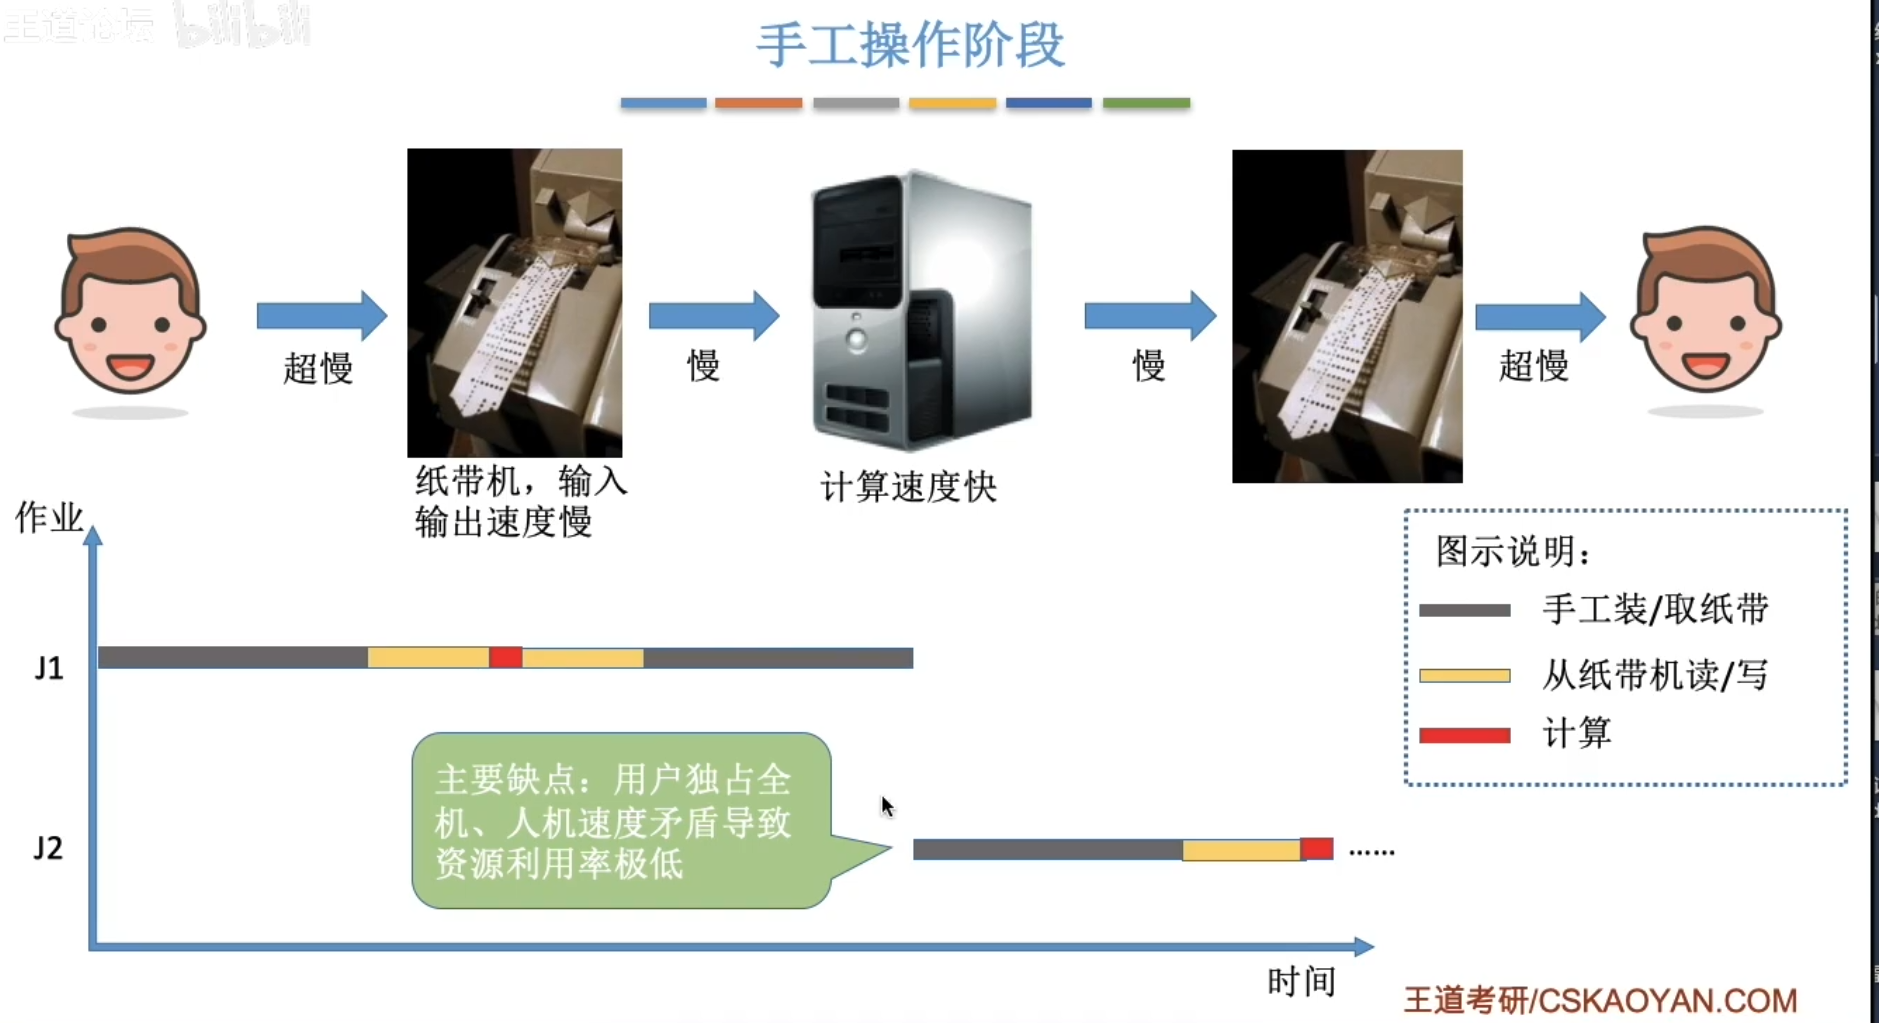 王道论坛 bilibili
手工操作阶段
超慢
慢
慢
超慢
纸带机，输入
输出速度慢
计算速度快
作业
图示说明：
手工装/取纸带
从纸带机读/写
计算
J1
主要缺点：用户独占全
机、人机速度矛盾导致
资源利用率极低
J2
......
时间
王道考研/CSKAOYAN.COM